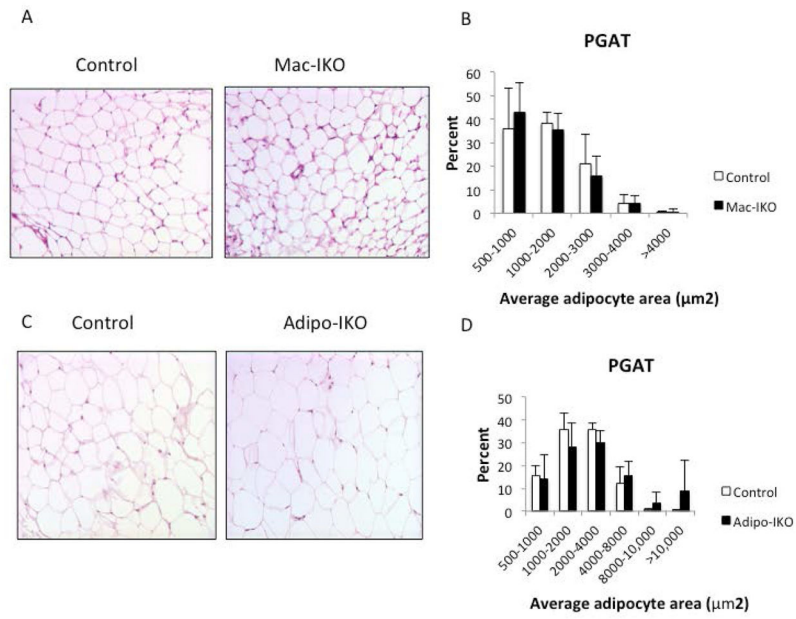 A
Control
Mac-IKO
B
PGAT
Percent
60
50
40
30
20
10
0
500-1000
1000-2000
2000-3000
3000-4000
>4000
Average adipocyte area (μm2)
Control
Mac-IKO
C
Control
Adipo-IKO
D
PGAT
Percent
50
40
30
20
10
0
500-1000
1000-2000
2000-4000
4000-8000
8000-10,000
>10,000
Average adipocyte area (μm2)
Control
Adipo-IKO